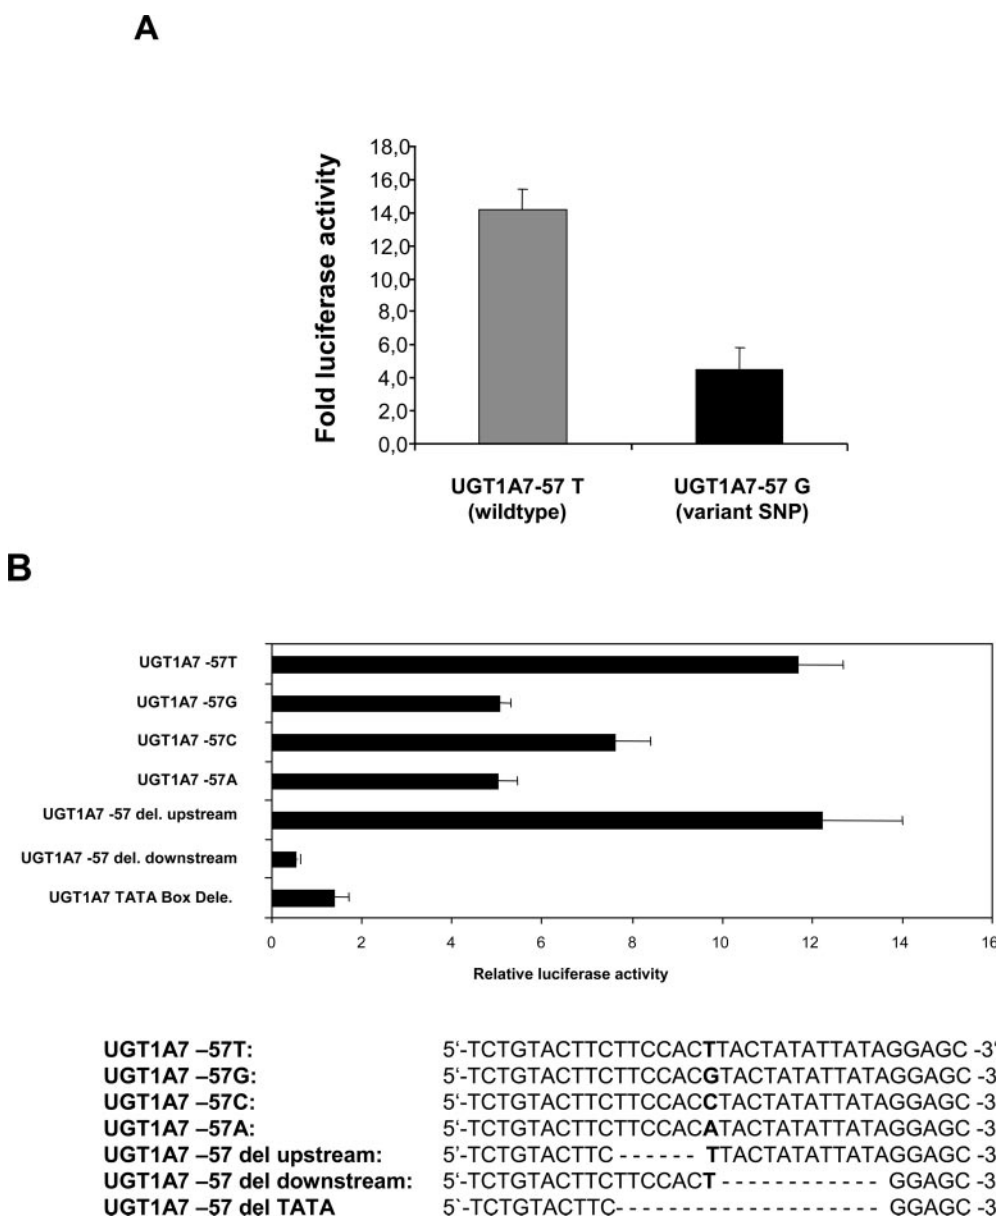 A
Fold luciferase activity
18,0
16,0
14,0
12,0
10,0
8,0
6,0
4,0
2,0
0,0
UGT1A7-57 T UGT1A7-57 G
(wildtype) (variant SNP)
B
UGT1A7 -57T
UGT1A7 -57G
UGT1A7 -57C
UGT1A7 -57A
UGT1A7 -57 del. upstream
UGT1A7 -57 del. downstream
UGT1A7 TATA Box Dele.
0 2 4 6 8 10 12 14 16
Relative luciferase activity
UGT1A7 –57T: 5‘-TCTGTACTTCTTCCACTTACTATATTATAGGAGC -3‘
UGT1A7 –57G: 5‘-TCTGTACTTCTTCCACGTACTATATTATAGGAGC -3
UGT1A7 –57C: 5‘-TCTGTACTTCTTCCACCTACTATATTATAGGAGC -3
UGT1A7 –57A: 5‘-TCTGTACTTCTTCCACATACTATATTATAGGAGC -3
UGT1A7 –57 del upstream: 5’-TCTGTACTTC - - - - - - TTACTATATTATAGGAGC -3
UGT1A7 –57 del downstream: 5‘-TCTGTACTTCTTCCACT - - - - - - - - - - - - GGAGC -3
UGT1A7 –57 del TATA 5`-TCTGTACTTC- - - - - - - - - - - - - - - - - - - - GGAGC -3